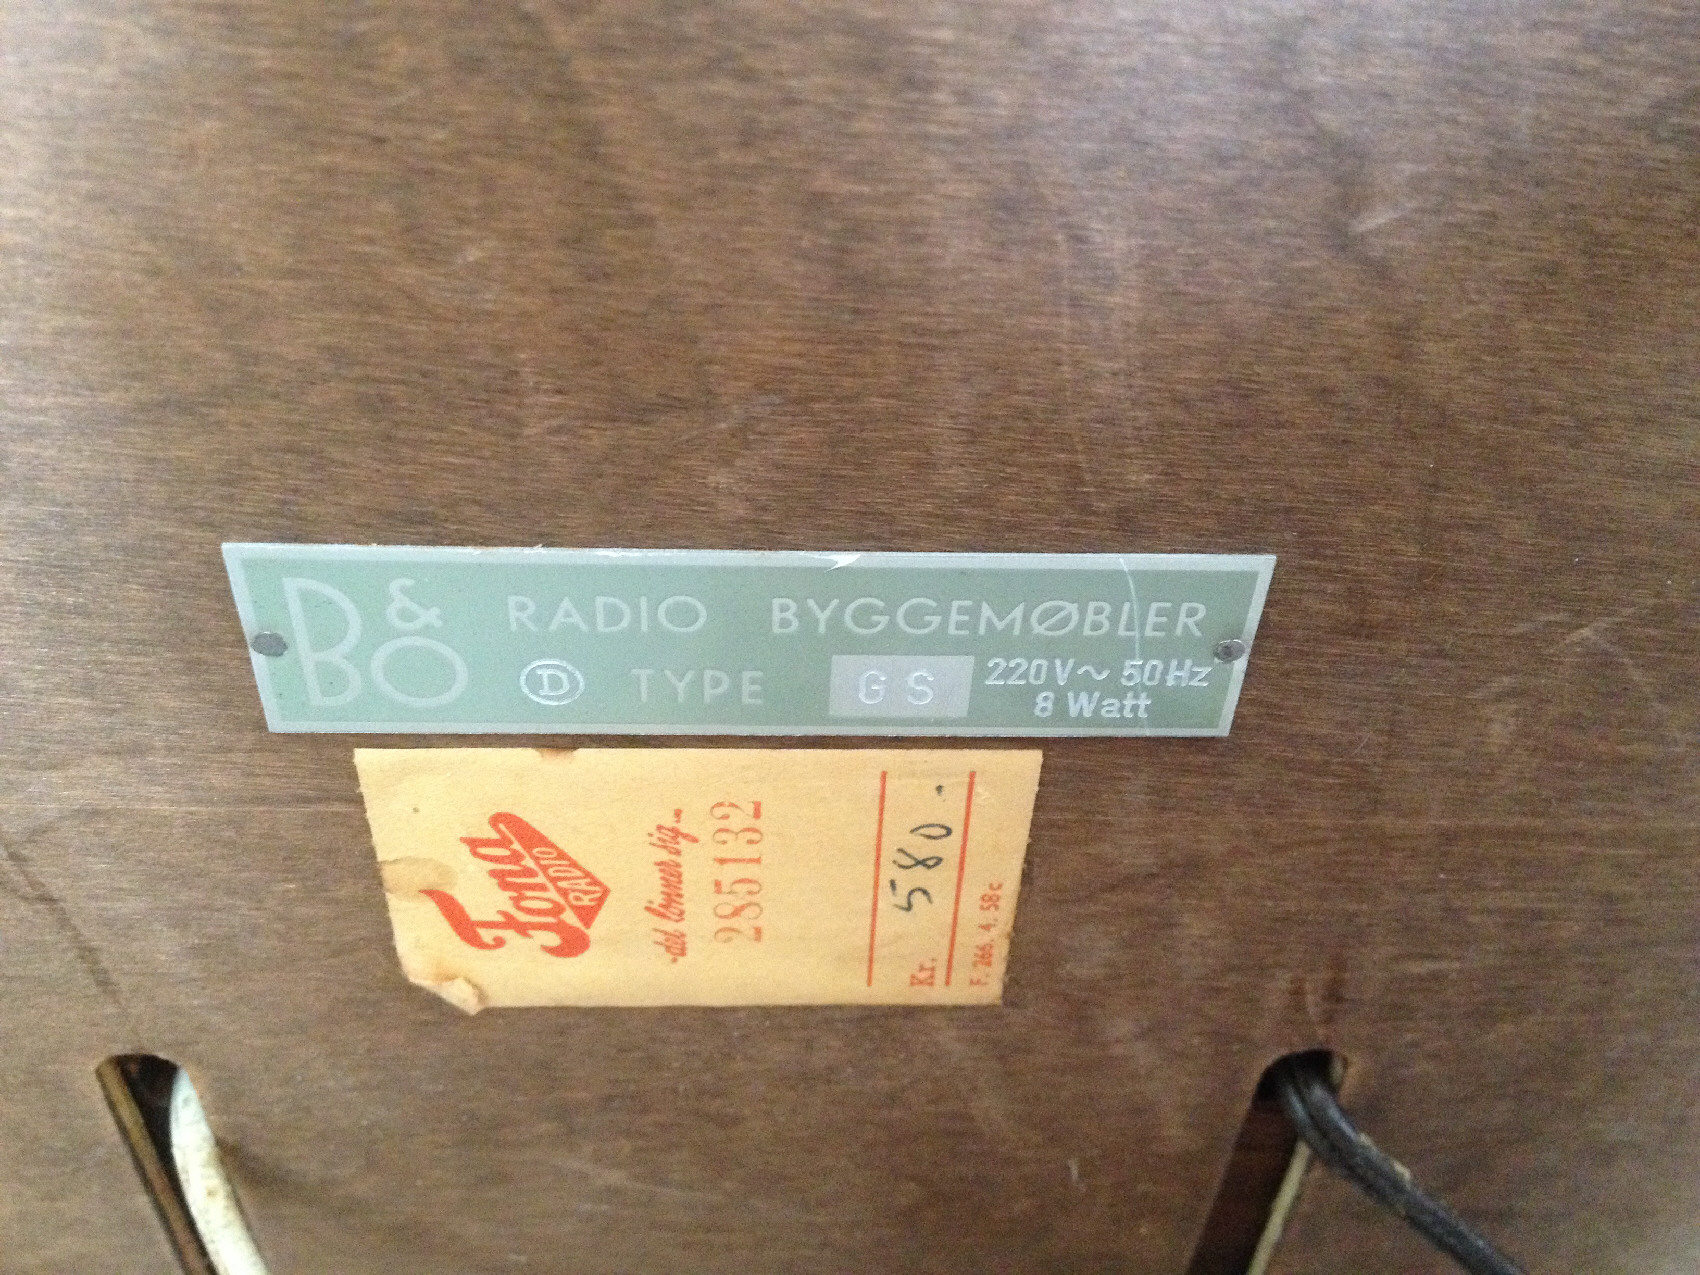 B&O RADIO BYGGEMØBLER
D TYPE GS 220V~ 50Hz
8 Watt
Fona
RADIO
-det lönner sig...
285132
Kr. 580.-
F. 266. 4. 58c